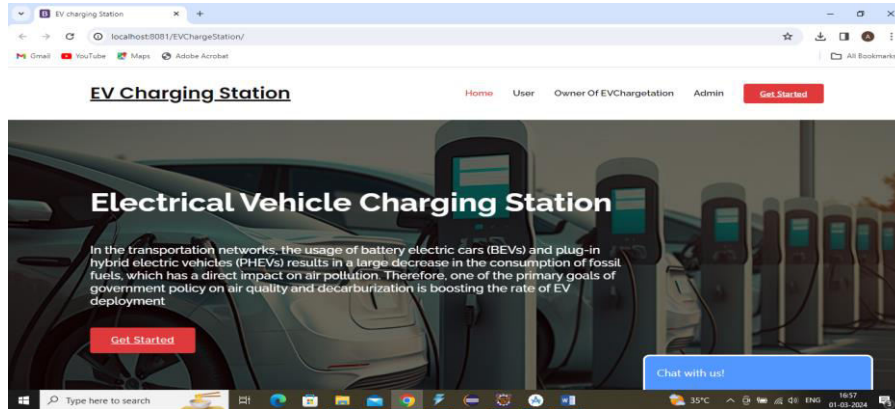 EV charging Station
localhost:8081/EVChargeStation/
Gmail YouTube Maps Adobe Acrobat All Bookmarks
EV Charging Station
Home User Owner Of EVChargetation Admin Get Started
Electrical Vehicle Charging Station
In the transportation networks, the usage of battery electric cars (BEVs) and plug-in
hybrid electric vehicles (PHEVs) results in a large decrease in the consumption of fossil
fuels, which has a direct impact on air pollution. Therefore, one of the primary goals of
government policy on air quality and decarburization is boosting the rate of EV
deployment
Get Started
Chat with us!
Type here to search 35°C ENG 16:57
01-03-2024